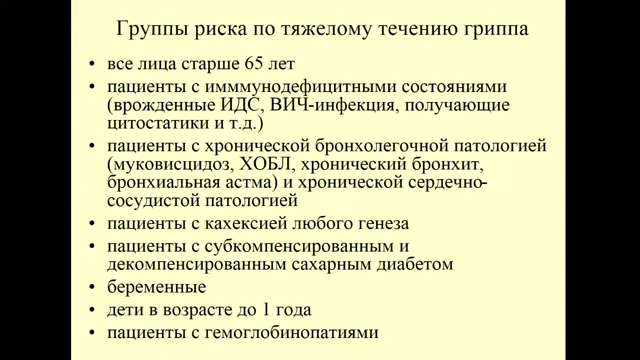 Группы риска по тяжелому течению гриппа
• все лица старше 65 лет
• пациенты с имммунодефицитными состояниями
(врожденные ИДС, ВИЧ-инфекция, получающие
цитостатики и т.д.)
• пациенты с хронической бронхолегочной патологией
(муковисцидоз, ХОБЛ, хронический бронхит,
бронхиальная астма) и хронической сердечно-
сосудистой патологией
• пациенты с кахексией любого генеза
• пациенты с субкомпенсированным и
декомпенсированным сахарным диабетом
• беременные
• дети в возрасте до 1 года
• пациенты с гемоглобинопатиями